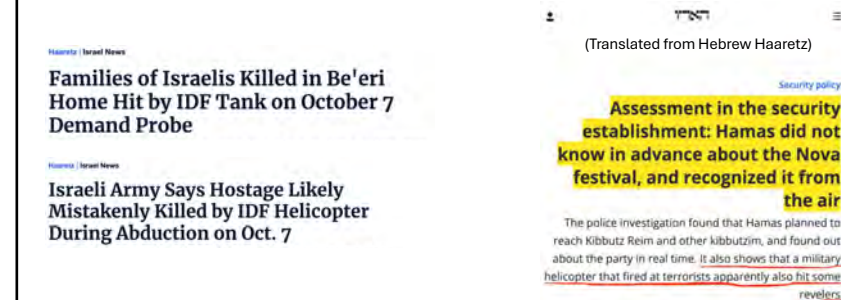 Haaretz | Israel News
Families of Israelis Killed in Be'eri
Home Hit by IDF Tank on October 7
Demand Probe
Haaretz | Israel News
Israeli Army Says Hostage Likely
Mistakenly Killed by IDF Helicopter
During Abduction on Oct. 7
הארץ
(Translated from Hebrew Haaretz)
Security policy
Assessment in the security
establishment: Hamas did not
know in advance about the Nova
festival, and recognized it from
the air
The police investigation found that Hamas planned to
reach Kibbutz Reim and other kibbutzim, and found out
about the party in real time. It also shows that a military
helicopter that fired at terrorists apparently also hit some
revelers